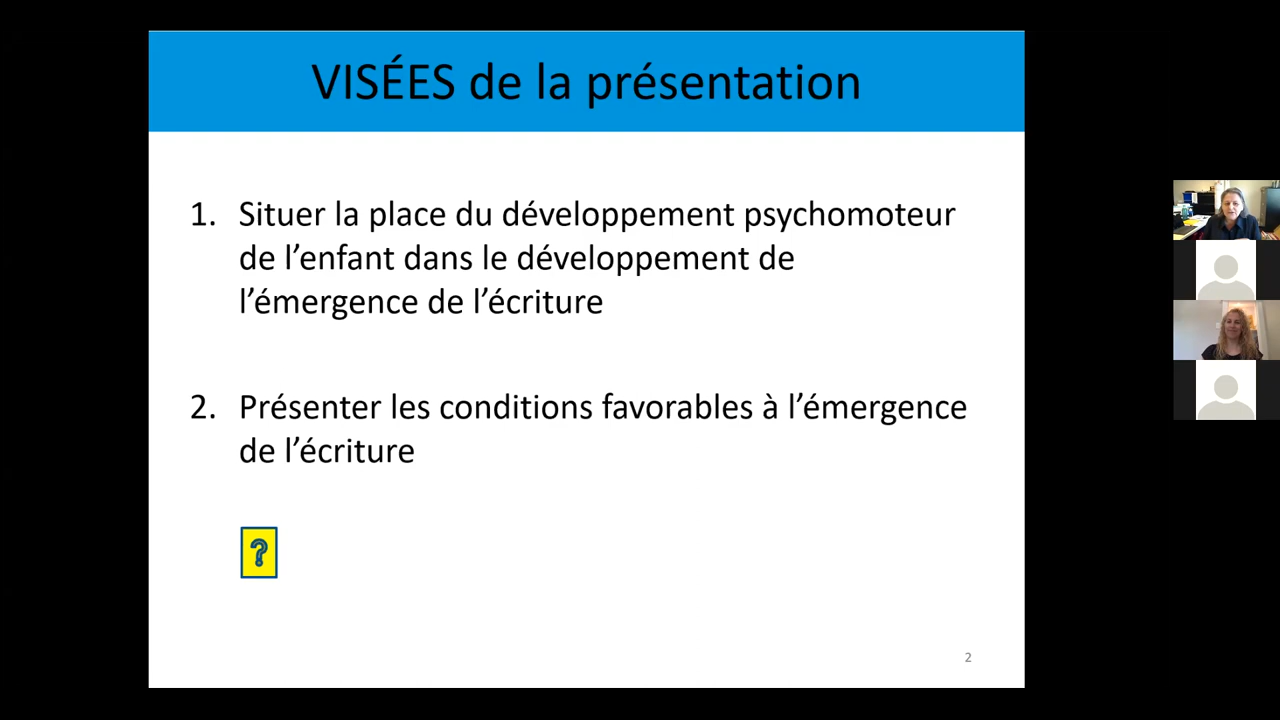 VISÉES de la présentation
1. Situer la place du développement psychomoteur
de l’enfant dans le développement de
l’émergence de l’écriture
2. Présenter les conditions favorables à l’émergence
de l’écriture
?
2